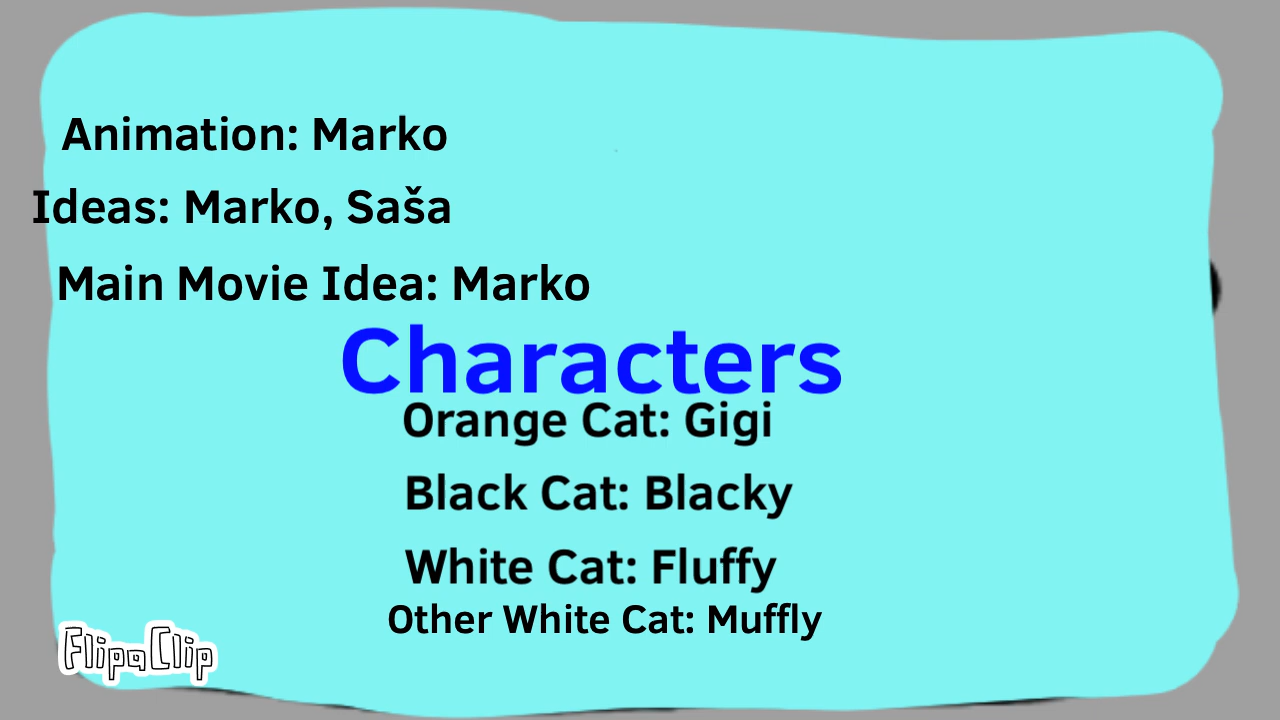 Animation: Marko
Ideas: Marko, Saša
Main Movie Idea: Marko
Characters
Orange Cat: Gigi
Black Cat: Blacky
White Cat: Fluffy
Other White Cat: Muffly
FlipaClip